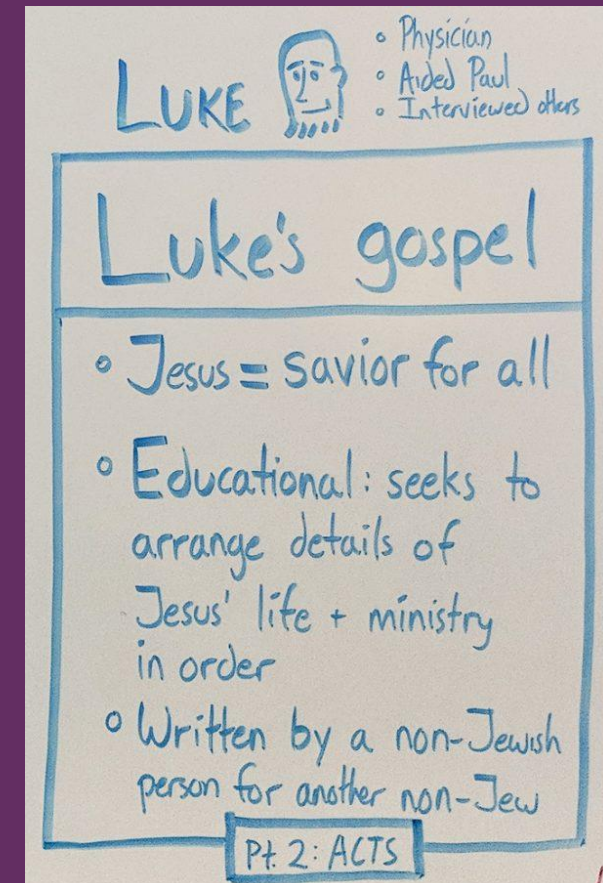 LUKE
• Physician
• Aided Paul
• Interviewed others
Luke's gospel
• Jesus = savior for all
• Educational: seeks to
arrange details of
Jesus' life + ministry
in order
• Written by a non-Jewish
person for another non-Jew
Pt. 2: ACTS